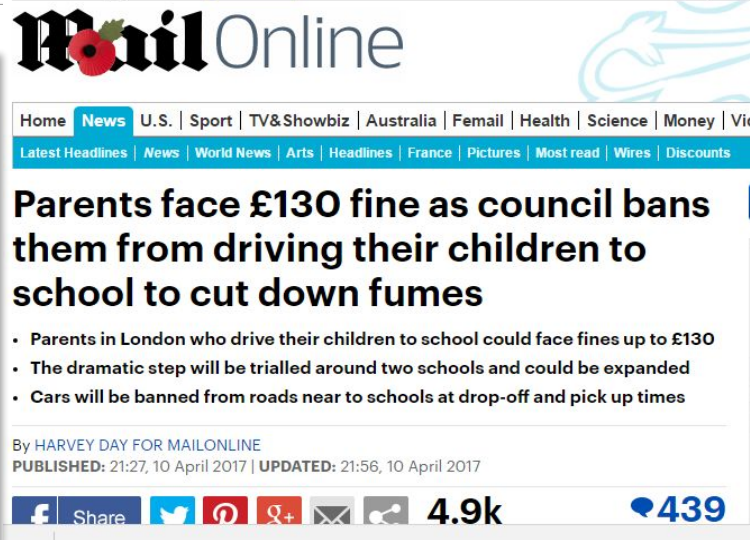 Mail Online
Home News U.S. | Sport | TV&Showbiz | Australia | Femail | Health | Science | Money |
Latest Headlines | News | World News | Arts | Headlines | France | Pictures | Most read | Wires | Discounts
Parents face £130 fine as council bans
them from driving their children to
school to cut down fumes
• Parents in London who drive their children to school could face fines up to £130
• The dramatic step will be trialled around two schools and could be expanded
• Cars will be banned from roads near to schools at drop-off and pick up times
By HARVEY DAY FOR MAILONLINE
PUBLISHED: 21:27, 10 April 2017 | UPDATED: 21:56, 10 April 2017
f Share g+ 4.9k 439